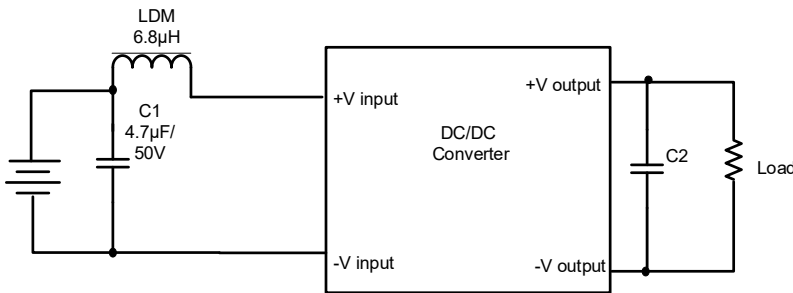 LDM
6.8µH
C1
4.7µF/
50V
+V input
-V input
DC/DC
Converter
+V output
-V output
C2
Load